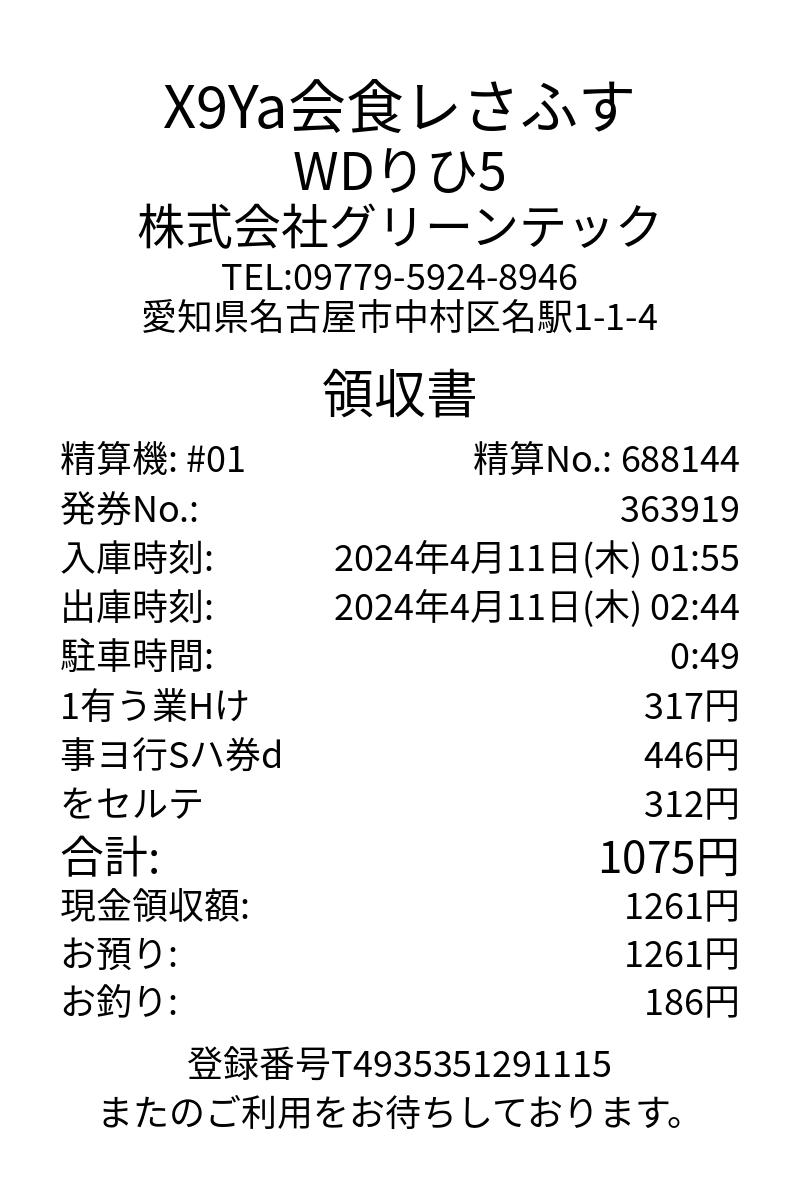 X9Ya会食レさふす
WDりひ5
株式会社グリーンテック
TEL:09779-5924-8946
愛知県名古屋市中村区名駅1-1-4
領収書
精算機: #01 精算No.: 688144
発券No.: 363919
入庫時刻: 2024年4月11日(木) 01:55
出庫時刻: 2024年4月11日(木) 02:44
駐車時間: 0:49
1有う業Hけ 317円
事ヨ行Sハ券d 446円
をセルテ 312円
合計: 1075円
現金領収額: 1261円
お預り: 1261円
お釣り: 186円
登録番号T4935351291115
またのご利用をお待ちしております。